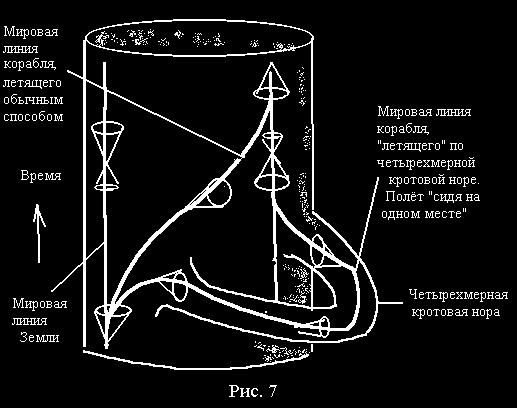 Мировая
линия
корабля,
летящего
обычным
способом
Мировая линия
корабля,
"летящего" по
четырехмерной
кротовой норе.
Полёт "сидя на
одном месте"
Время
Мировая
линия
Земли
Четырехмерная
кротовая нора
Рис. 7